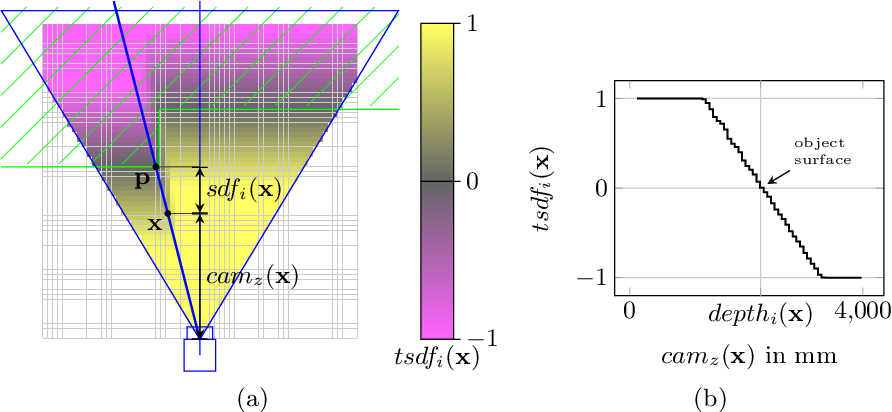 p
x
sdf_i(x)
cam_z(x)
1
0
−1
tsdf_i(x)
(a)
tsdf_i(x)
1
0
−1
object
surface
0
depth_i(x)
4,000
cam_z(x) in mm
(b)